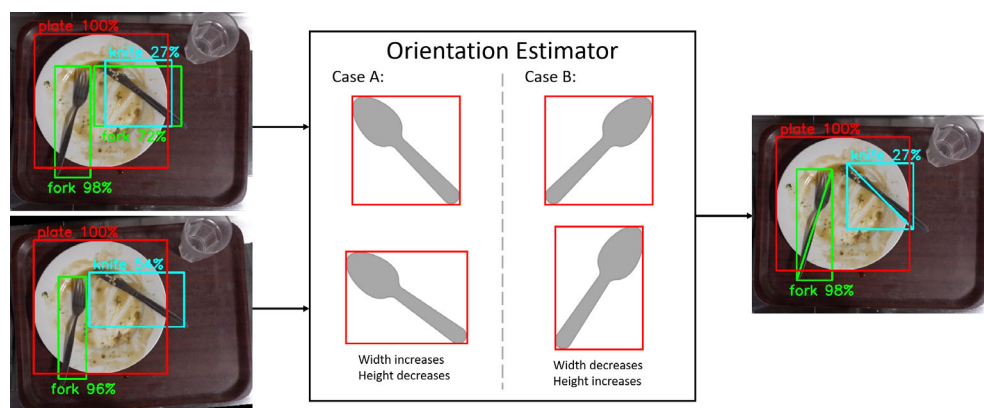 plate 100%
knife 27%
fork 72%
fork 98%
plate 100%
knife 54%
fork 96%
Orientation Estimator
Case A:
Case B:
Width increases
Height decreases
Width decreases
Height increases
plate 100%
knife 27%
fork 98%